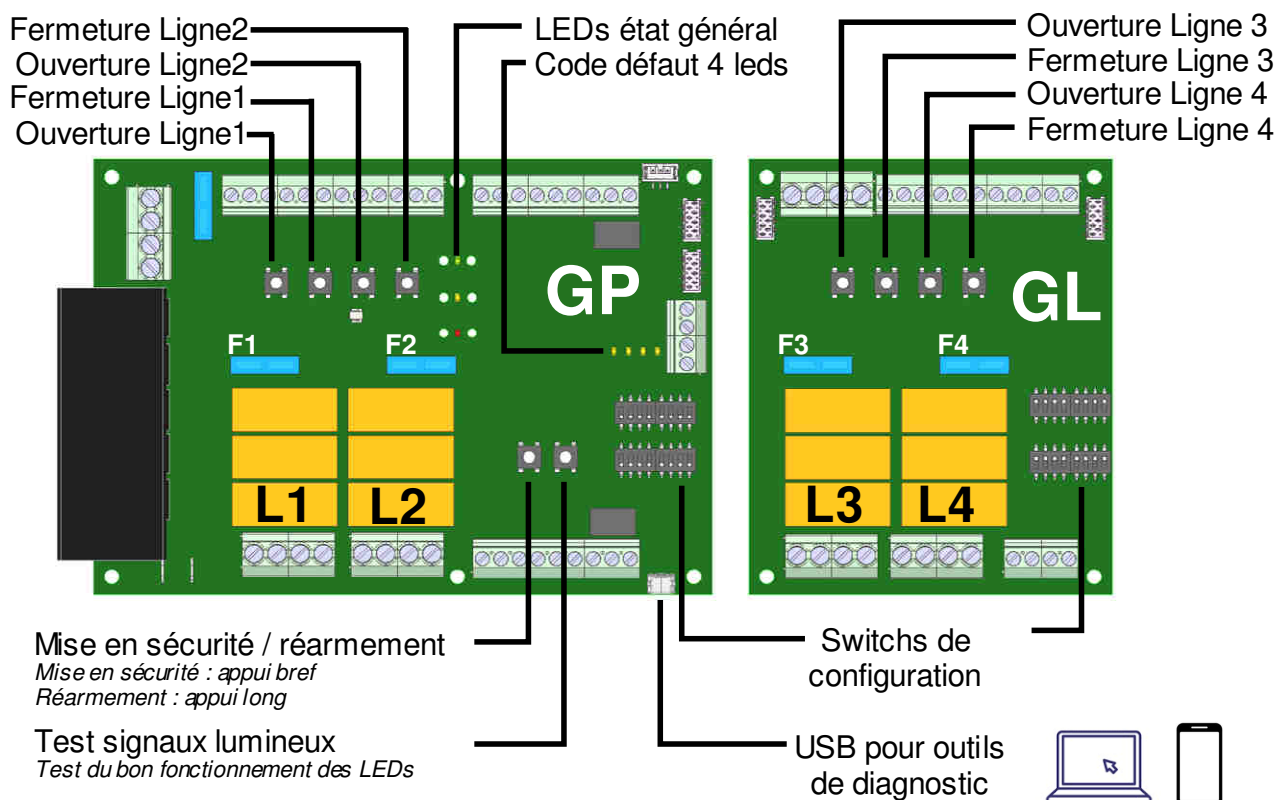 Fermeture Ligne2
Ouverture Ligne2
Fermeture Ligne1
Ouverture Ligne1
LEDs état général
Code défaut 4 leds
Ouverture Ligne 3
Fermeture Ligne 3
Ouverture Ligne 4
Fermeture Ligne 4
GP
GL
F1
F2
F3
F4
L1
L2
L3
L4
Mise en sécurité / réarmement
Mise en sécurité : appui bref
Réarmement : appui long
Test signaux lumineux
Test du bon fonctionnement des LEDs
Switchs de
configuration
USB pour outils
de diagnostic